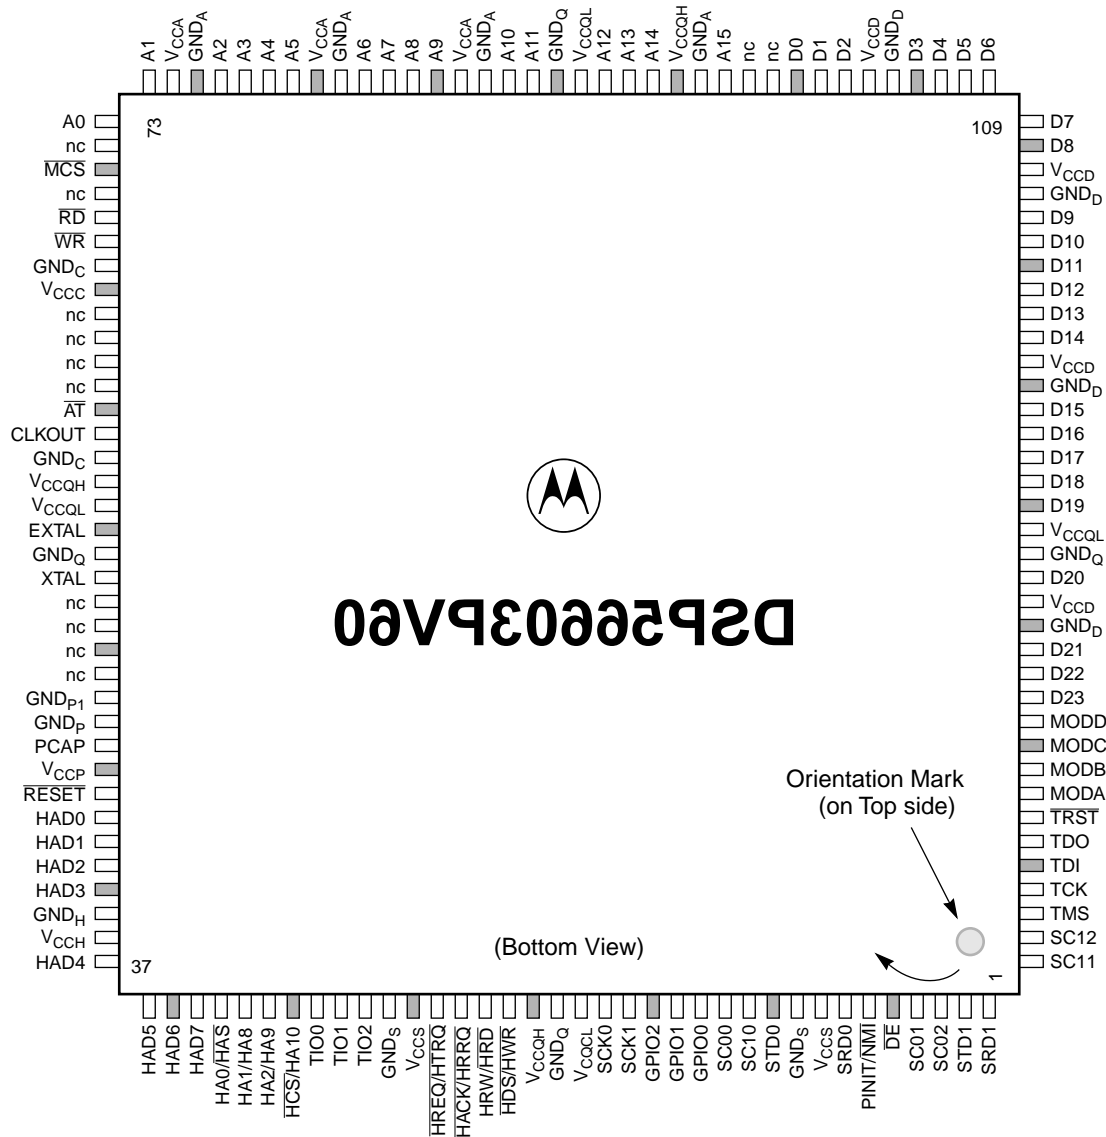 A1
VCCA
GNDA
A2
A3
A4
A5
VCCA
GNDA
A6
A7
A8
A9
VCCA
GNDA
A10
A11
GNDQ
VCCQL
A12
A13
A14
VCCQH
GNDA
A15
nc
nc
D0
D1
D2
VCCD
GNDD
D3
D4
D5
D6
73
109
A0
nc
MCS
nc
RD
WR
GNDC
VCCC
nc
nc
nc
nc
AT
CLKOUT
GNDC
VCCQH
VCCQL
EXTAL
GNDQ
XTAL
nc
nc
nc
nc
GNDP1
GNDP
PCAP
VCCP
RESET
HAD0
HAD1
HAD2
HAD3
GNDH
VCCH
HAD4
D7
D8
VCCD
GNDD
D9
D10
D11
D12
D13
D14
VCCD
GNDD
D15
D16
D17
D18
D19
VCCQL
GNDQ
D20
VCCD
GNDD
D21
D22
D23
MODD
MODC
MODB
MODA
TRST
TDO
TDI
TCK
TMS
SC12
SC11
DSP56603PV60
Orientation Mark
(on Top side)
(Bottom View)
37
1
HAD5
HAD6
HAD7
HA0/HAS
HA1/HA8
HA2/HA9
HCS/HA10
TIO0
TIO1
TIO2
GNDS
VCCS
HREQ/HTRQ
HACK/HRRQ
HRW/HRD
HDS/HWR
VCCQH
GNDQ
VCQCL
SCK0
SCK1
GPIO2
GPIO1
GPIO0
SC00
SC10
STD0
GNDS
VCCS
SRD0
PINIT/NMI
DE
SC01
SC02
STD1
SRD1